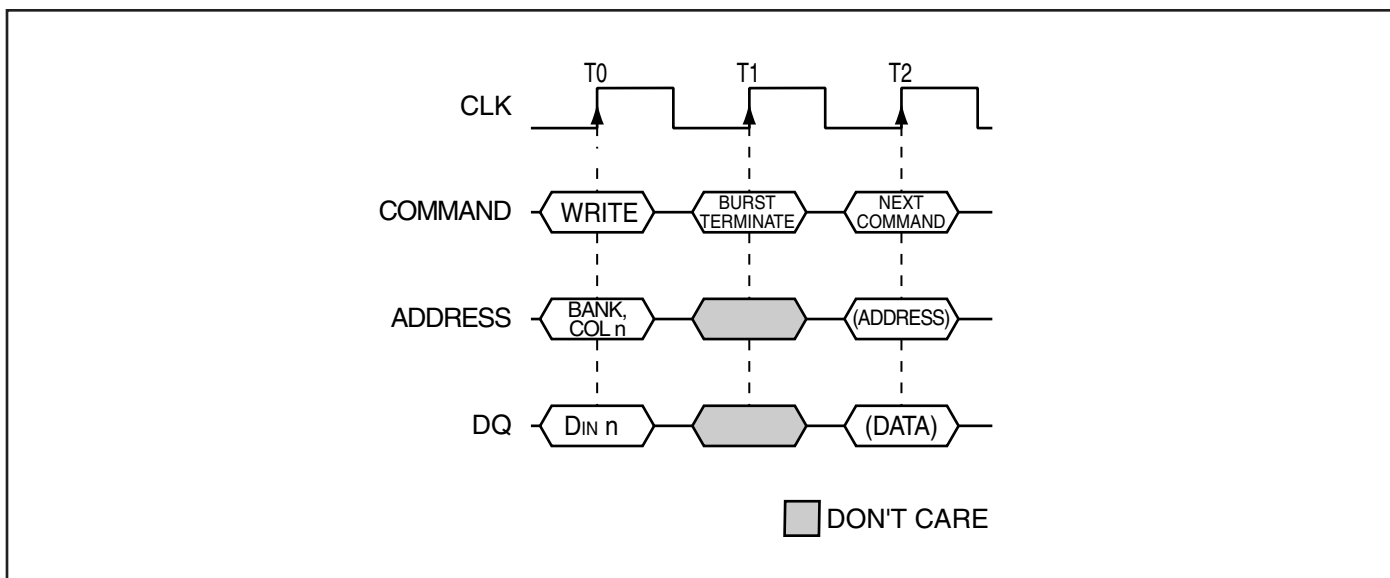 T0 T1 T2
CLK
COMMAND WRITE BURST TERMINATE NEXT COMMAND
ADDRESS BANK, COL n (ADDRESS)
DQ DIN n (DATA)
DON'T CARE